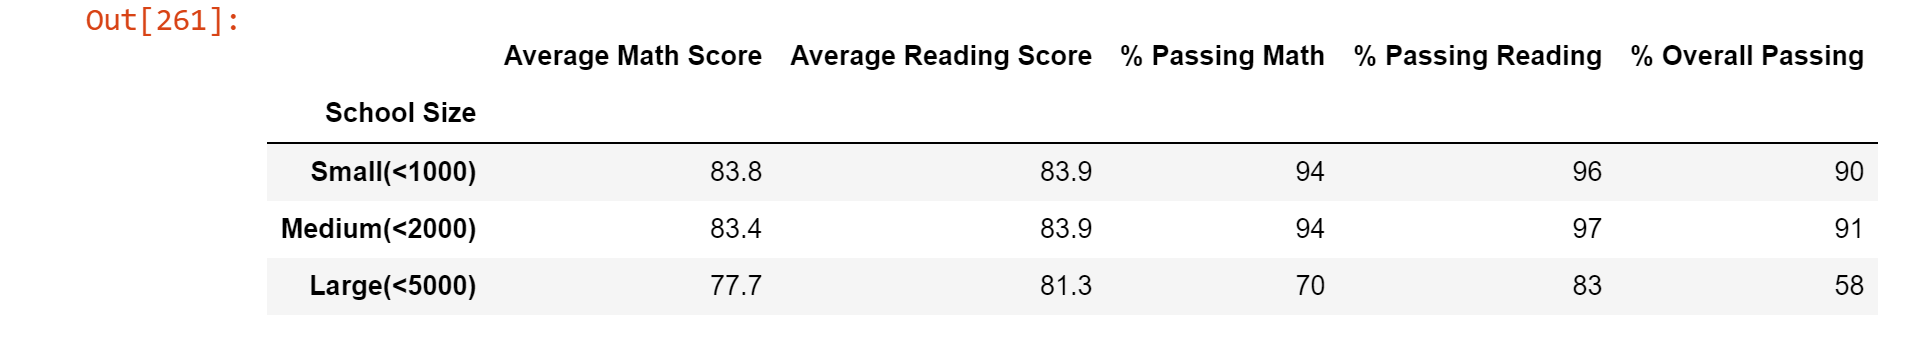 Out[261]:
Average Math Score Average Reading Score % Passing Math % Passing Reading % Overall Passing
School Size
Small(<1000) 83.8 83.9 94 96 90
Medium(<2000) 83.4 83.9 94 97 91
Large(<5000) 77.7 81.3 70 83 58